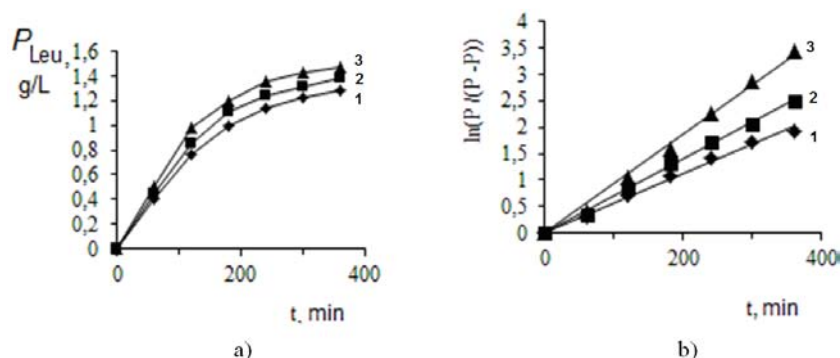 P Leu,
g/L
1,6
1,4
1,2
1
0,8
0,6
0,4
0,2
0
0 200 400
t, min
3
2
1
a)
ln(P /(P -P))
4
3,5
3
2,5
2
1,5
1
0,5
0
0 200 400
t, min
3
2
1
b)